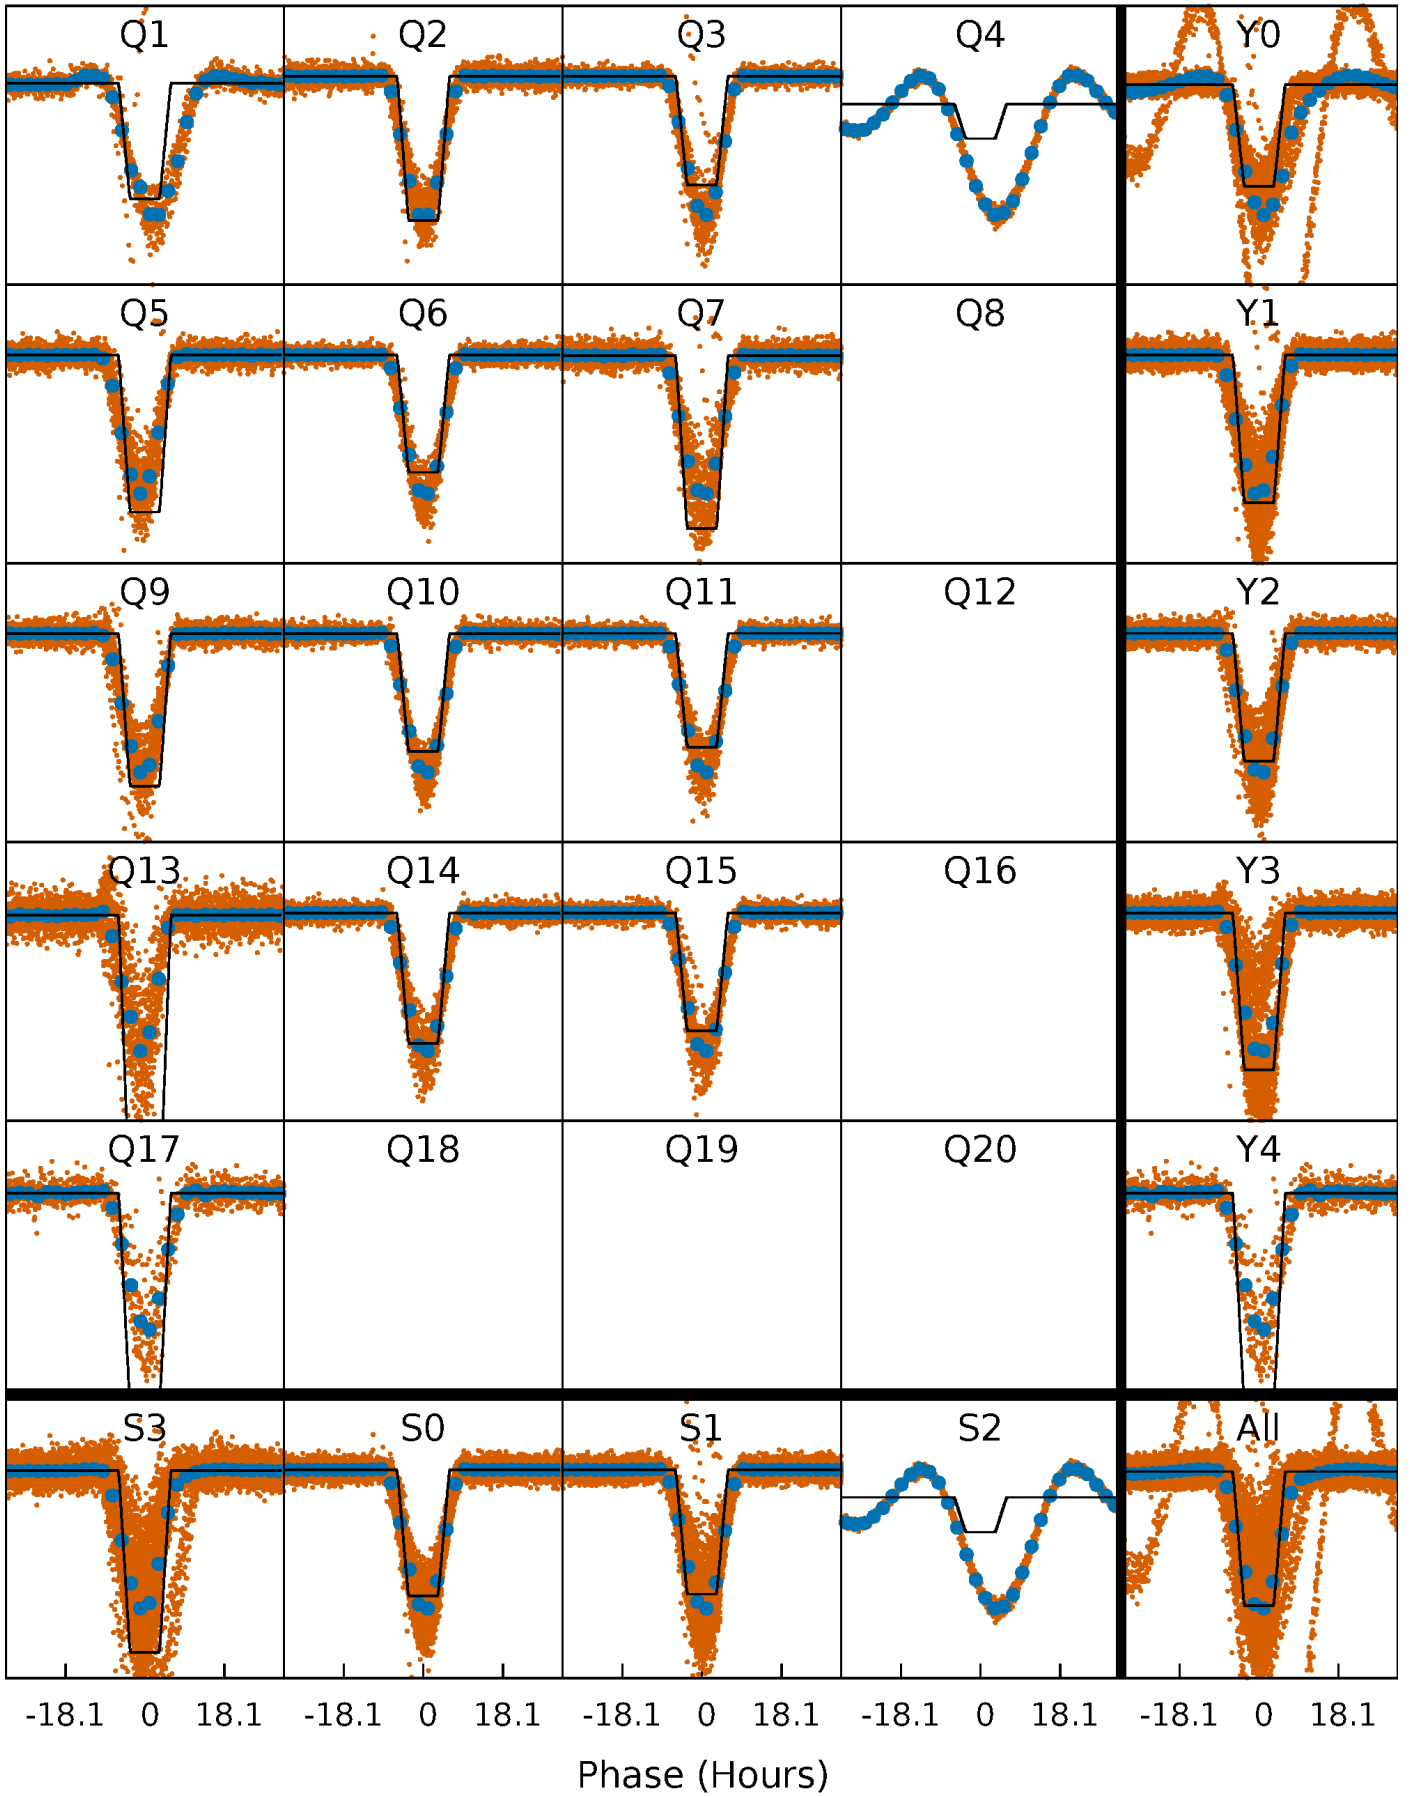 Q1 Q2 Q3 Q4 Y0
Q5 Q6 Q7 Q8 Y1
Q9 Q10 Q11 Q12 Y2
Q13 Q14 Q15 Q16 Y3
Q17 Q18 Q19 Q20 Y4
S3 S0 S1 S2 All
-18.1 0 18.1 -18.1 0 18.1 -18.1 0 18.1 -18.1 0 18.1 -18.1 0 18.1
Phase (Hours)